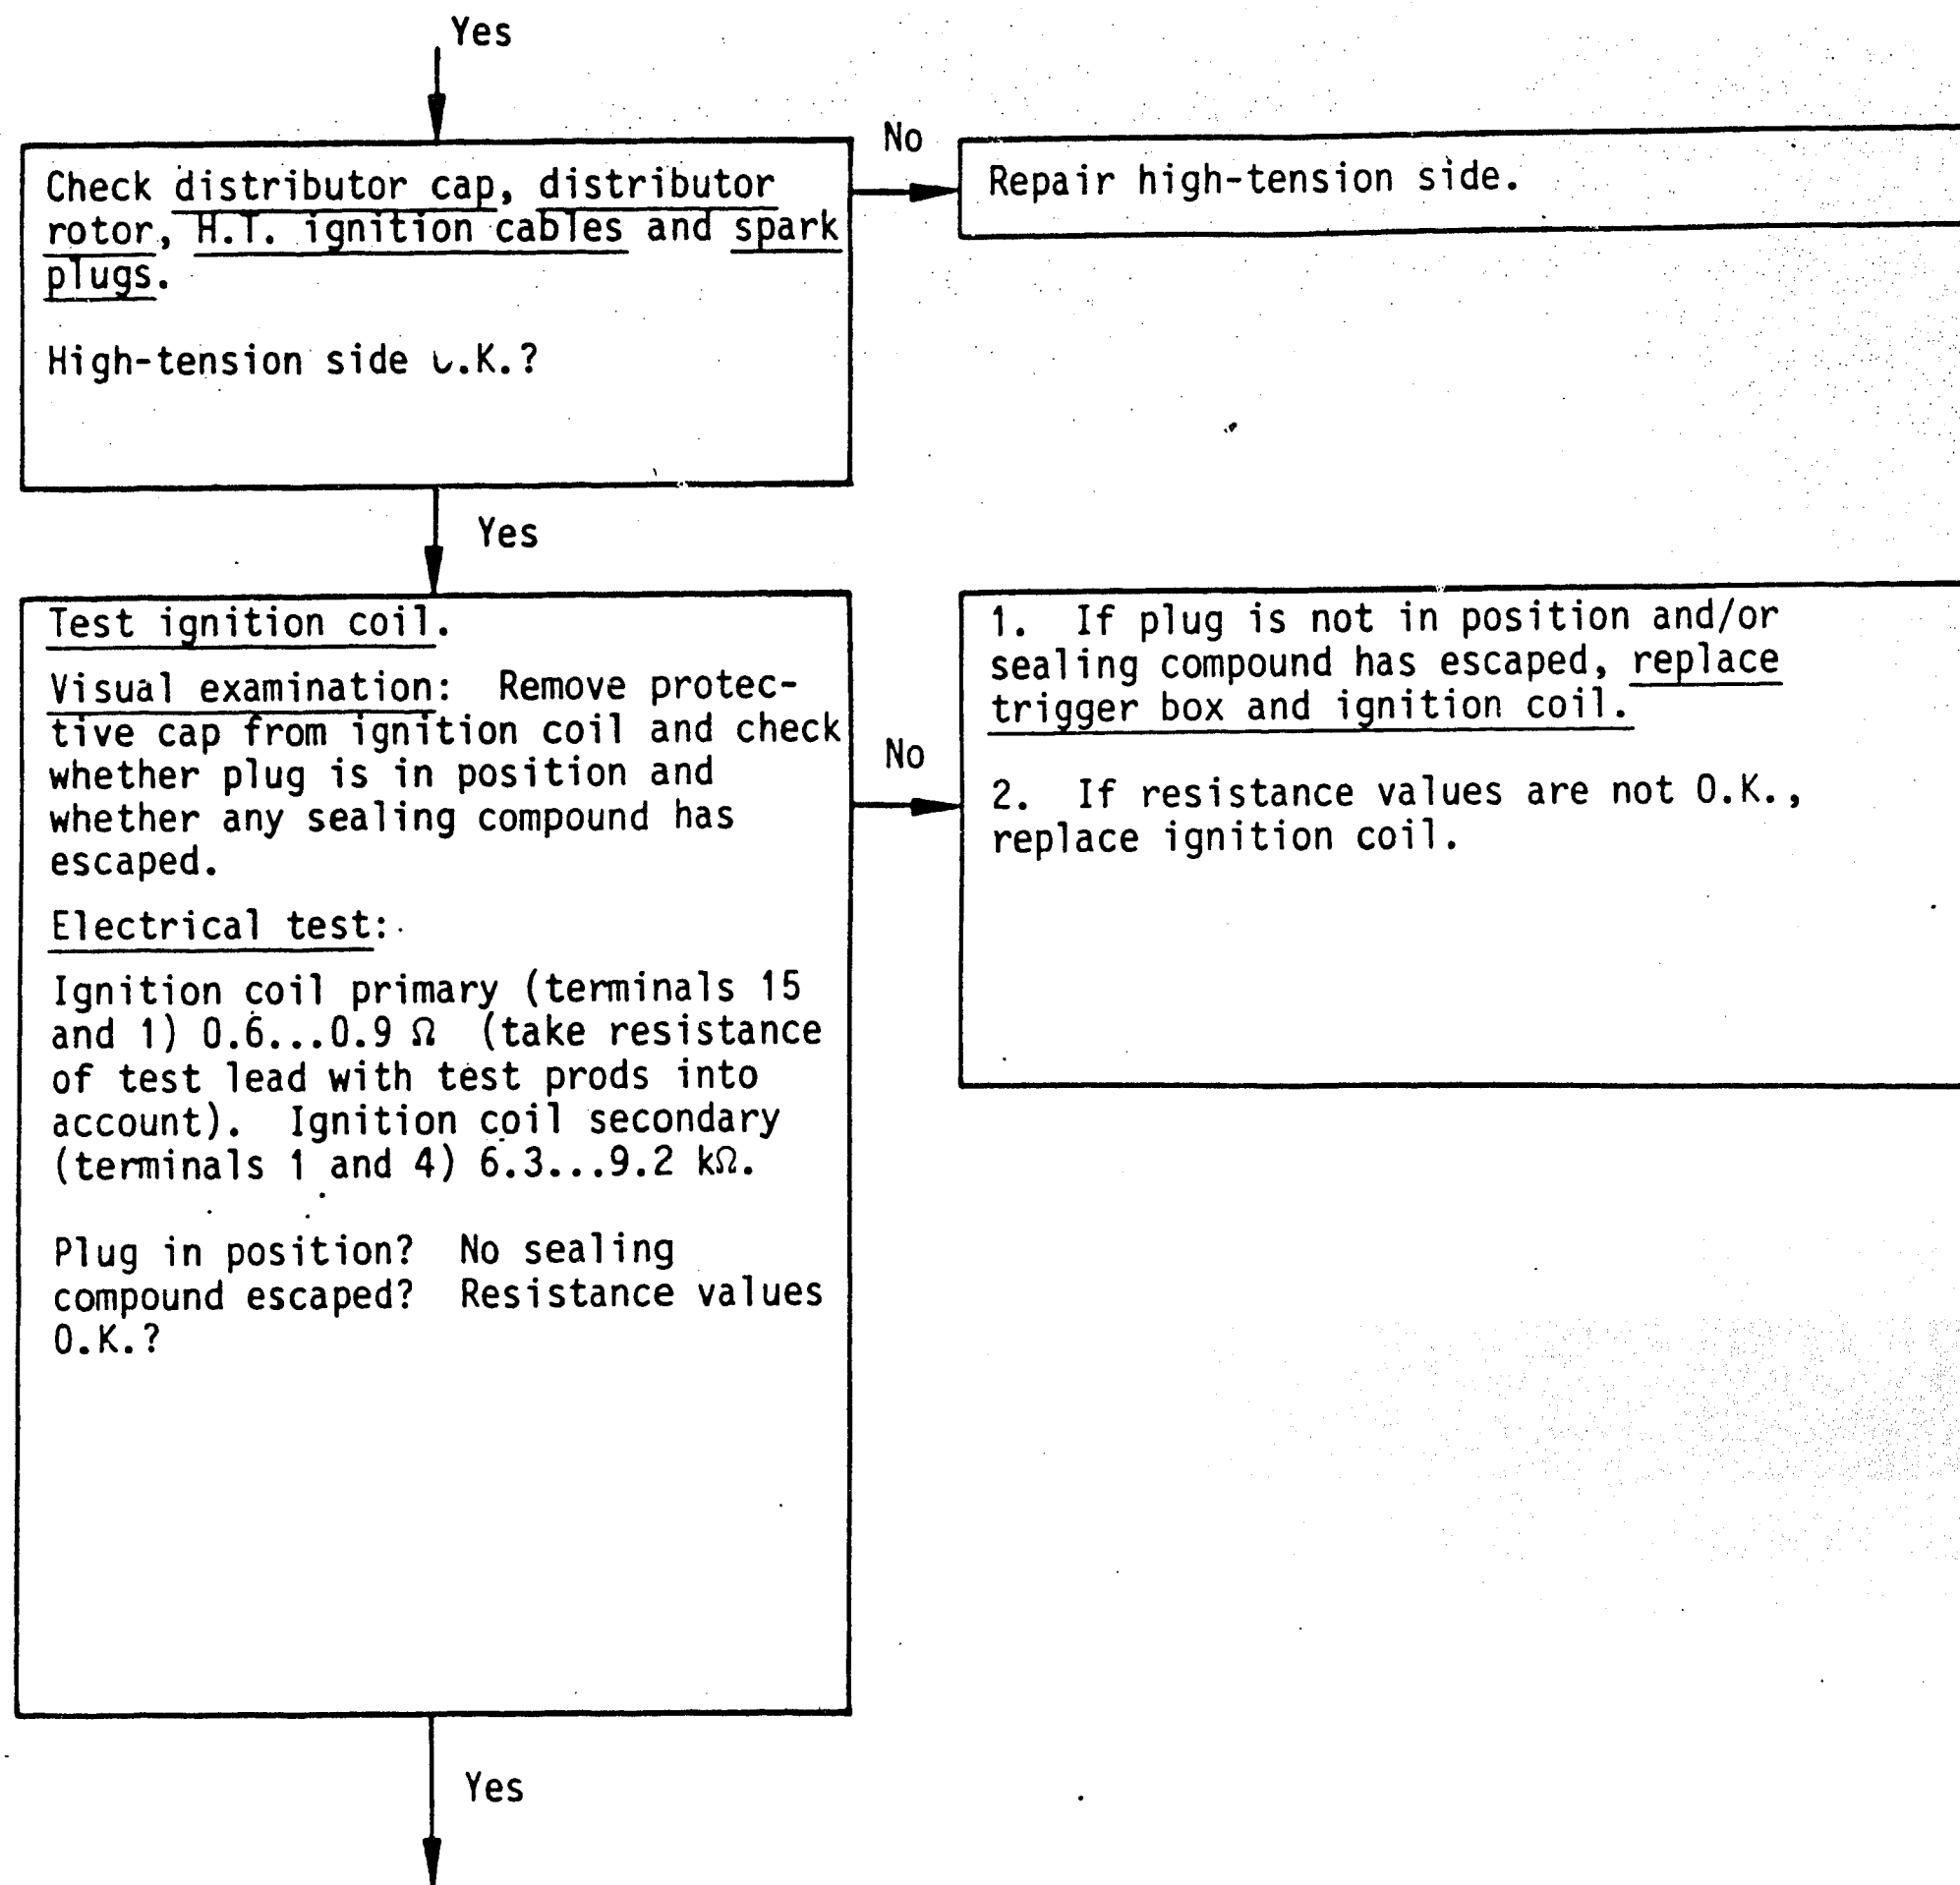 Yes
Check distributor cap, distributor
rotor, H.T. ignition cables and spark
plugs.
High-tension side O.K.?
No
Repair high-tension side.
Yes
Test ignition coil.
Visual examination: Remove protec-
tive cap from ignition coil and check
whether plug is in position and
whether any sealing compound has
escaped.
Electrical test:
Ignition coil primary (terminals 15
and 1) 0.6...0.9 Ω (take resistance
of test lead with test prods into
account). Ignition coil secondary
(terminals 1 and 4) 6.3...9.2 kΩ.
Plug in position? No sealing
compound escaped? Resistance values
O.K.?
No
1. If plug is not in position and/or
sealing compound has escaped, replace
trigger box and ignition coil.
2. If resistance values are not O.K.,
replace ignition coil.
Yes